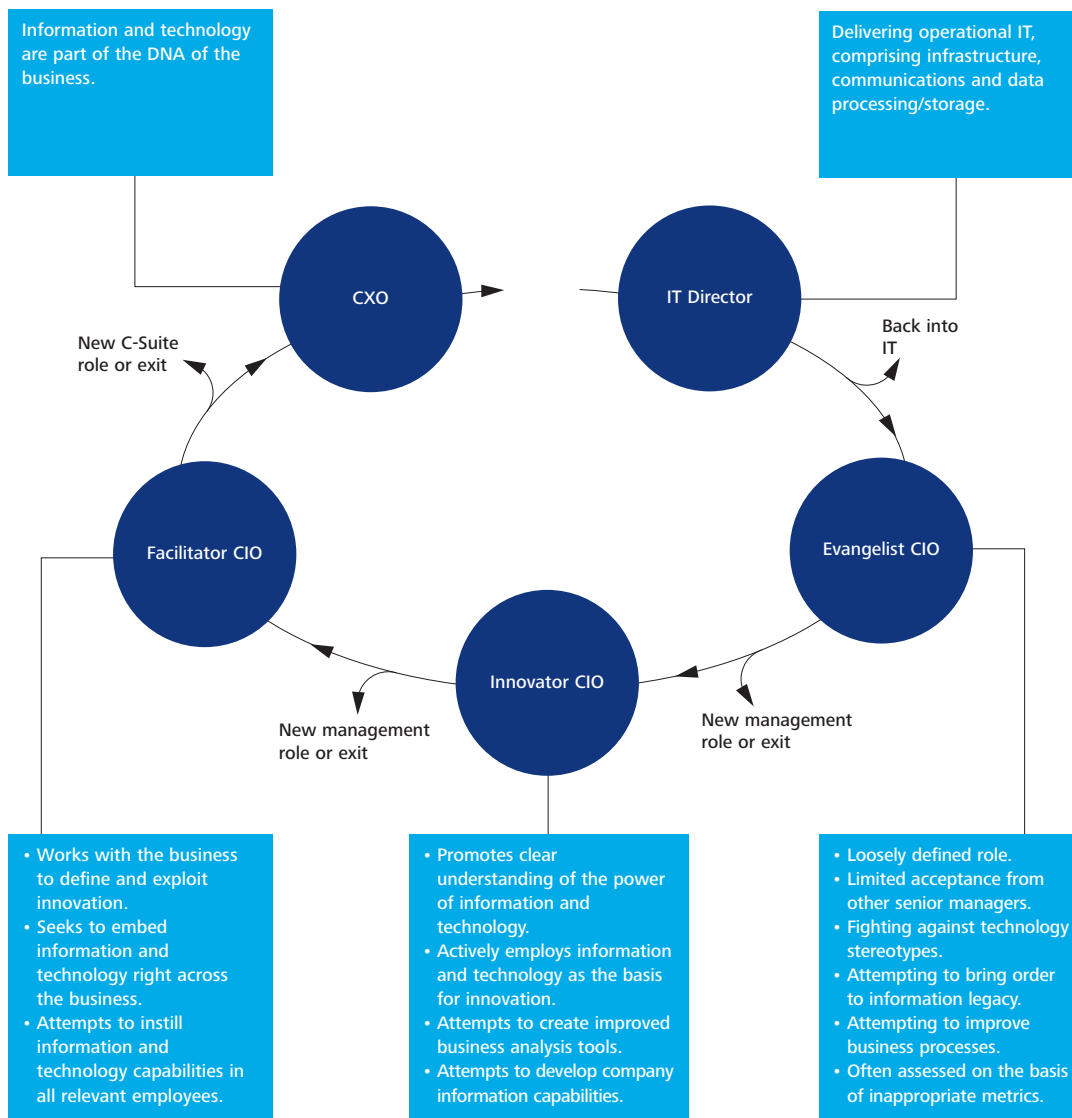 Information and technology
are part of the DNA of the
business.
Delivering operational IT,
comprising infrastructure,
communications and data
processing/storage.
CXO
IT Director
New C-Suite
role or exit
Back into
IT
Facilitator CIO
Evangelist CIO
Innovator CIO
New management
role or exit
New management
role or exit
• Works with the business
to define and exploit
innovation.
• Seeks to embed
information and
technology right across
the business.
• Attempts to instill
information and
technology capabilities in
all relevant employees.
• Promotes clear
understanding of the power
of information and
technology.
• Actively employs information
and technology as the basis
for innovation.
• Attempts to create improved
business analysis tools.
• Attempts to develop company
information capabilities.
• Loosely defined role.
• Limited acceptance from
other senior managers.
• Fighting against technology
stereotypes.
• Attempting to bring order
to information legacy.
• Attempting to improve
business processes.
• Often assessed on the basis
of inappropriate metrics.